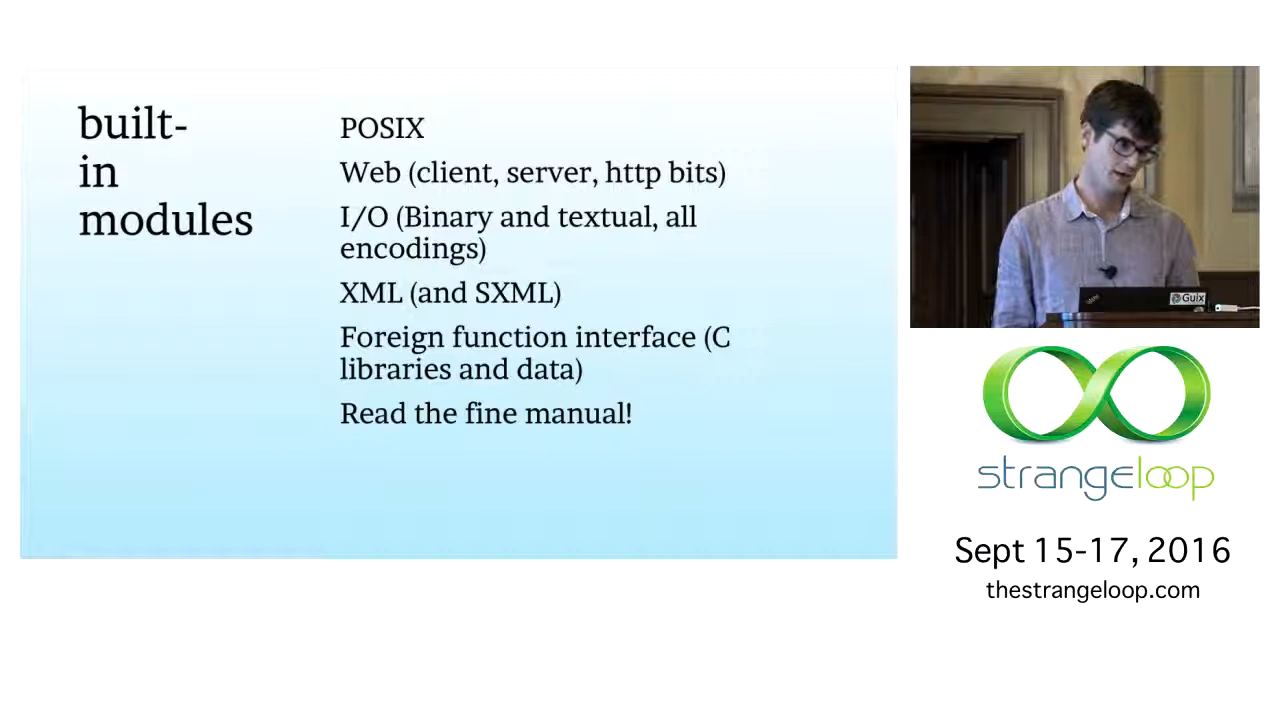 built-
in
modules
POSIX
Web (client, server, http bits)
I/O (Binary and textual, all
encodings)
XML (and SXML)
Foreign function interface (C
libraries and data)
Read the fine manual!
Guix
strangeloop
Sept 15-17, 2016
thestrangeloop.com